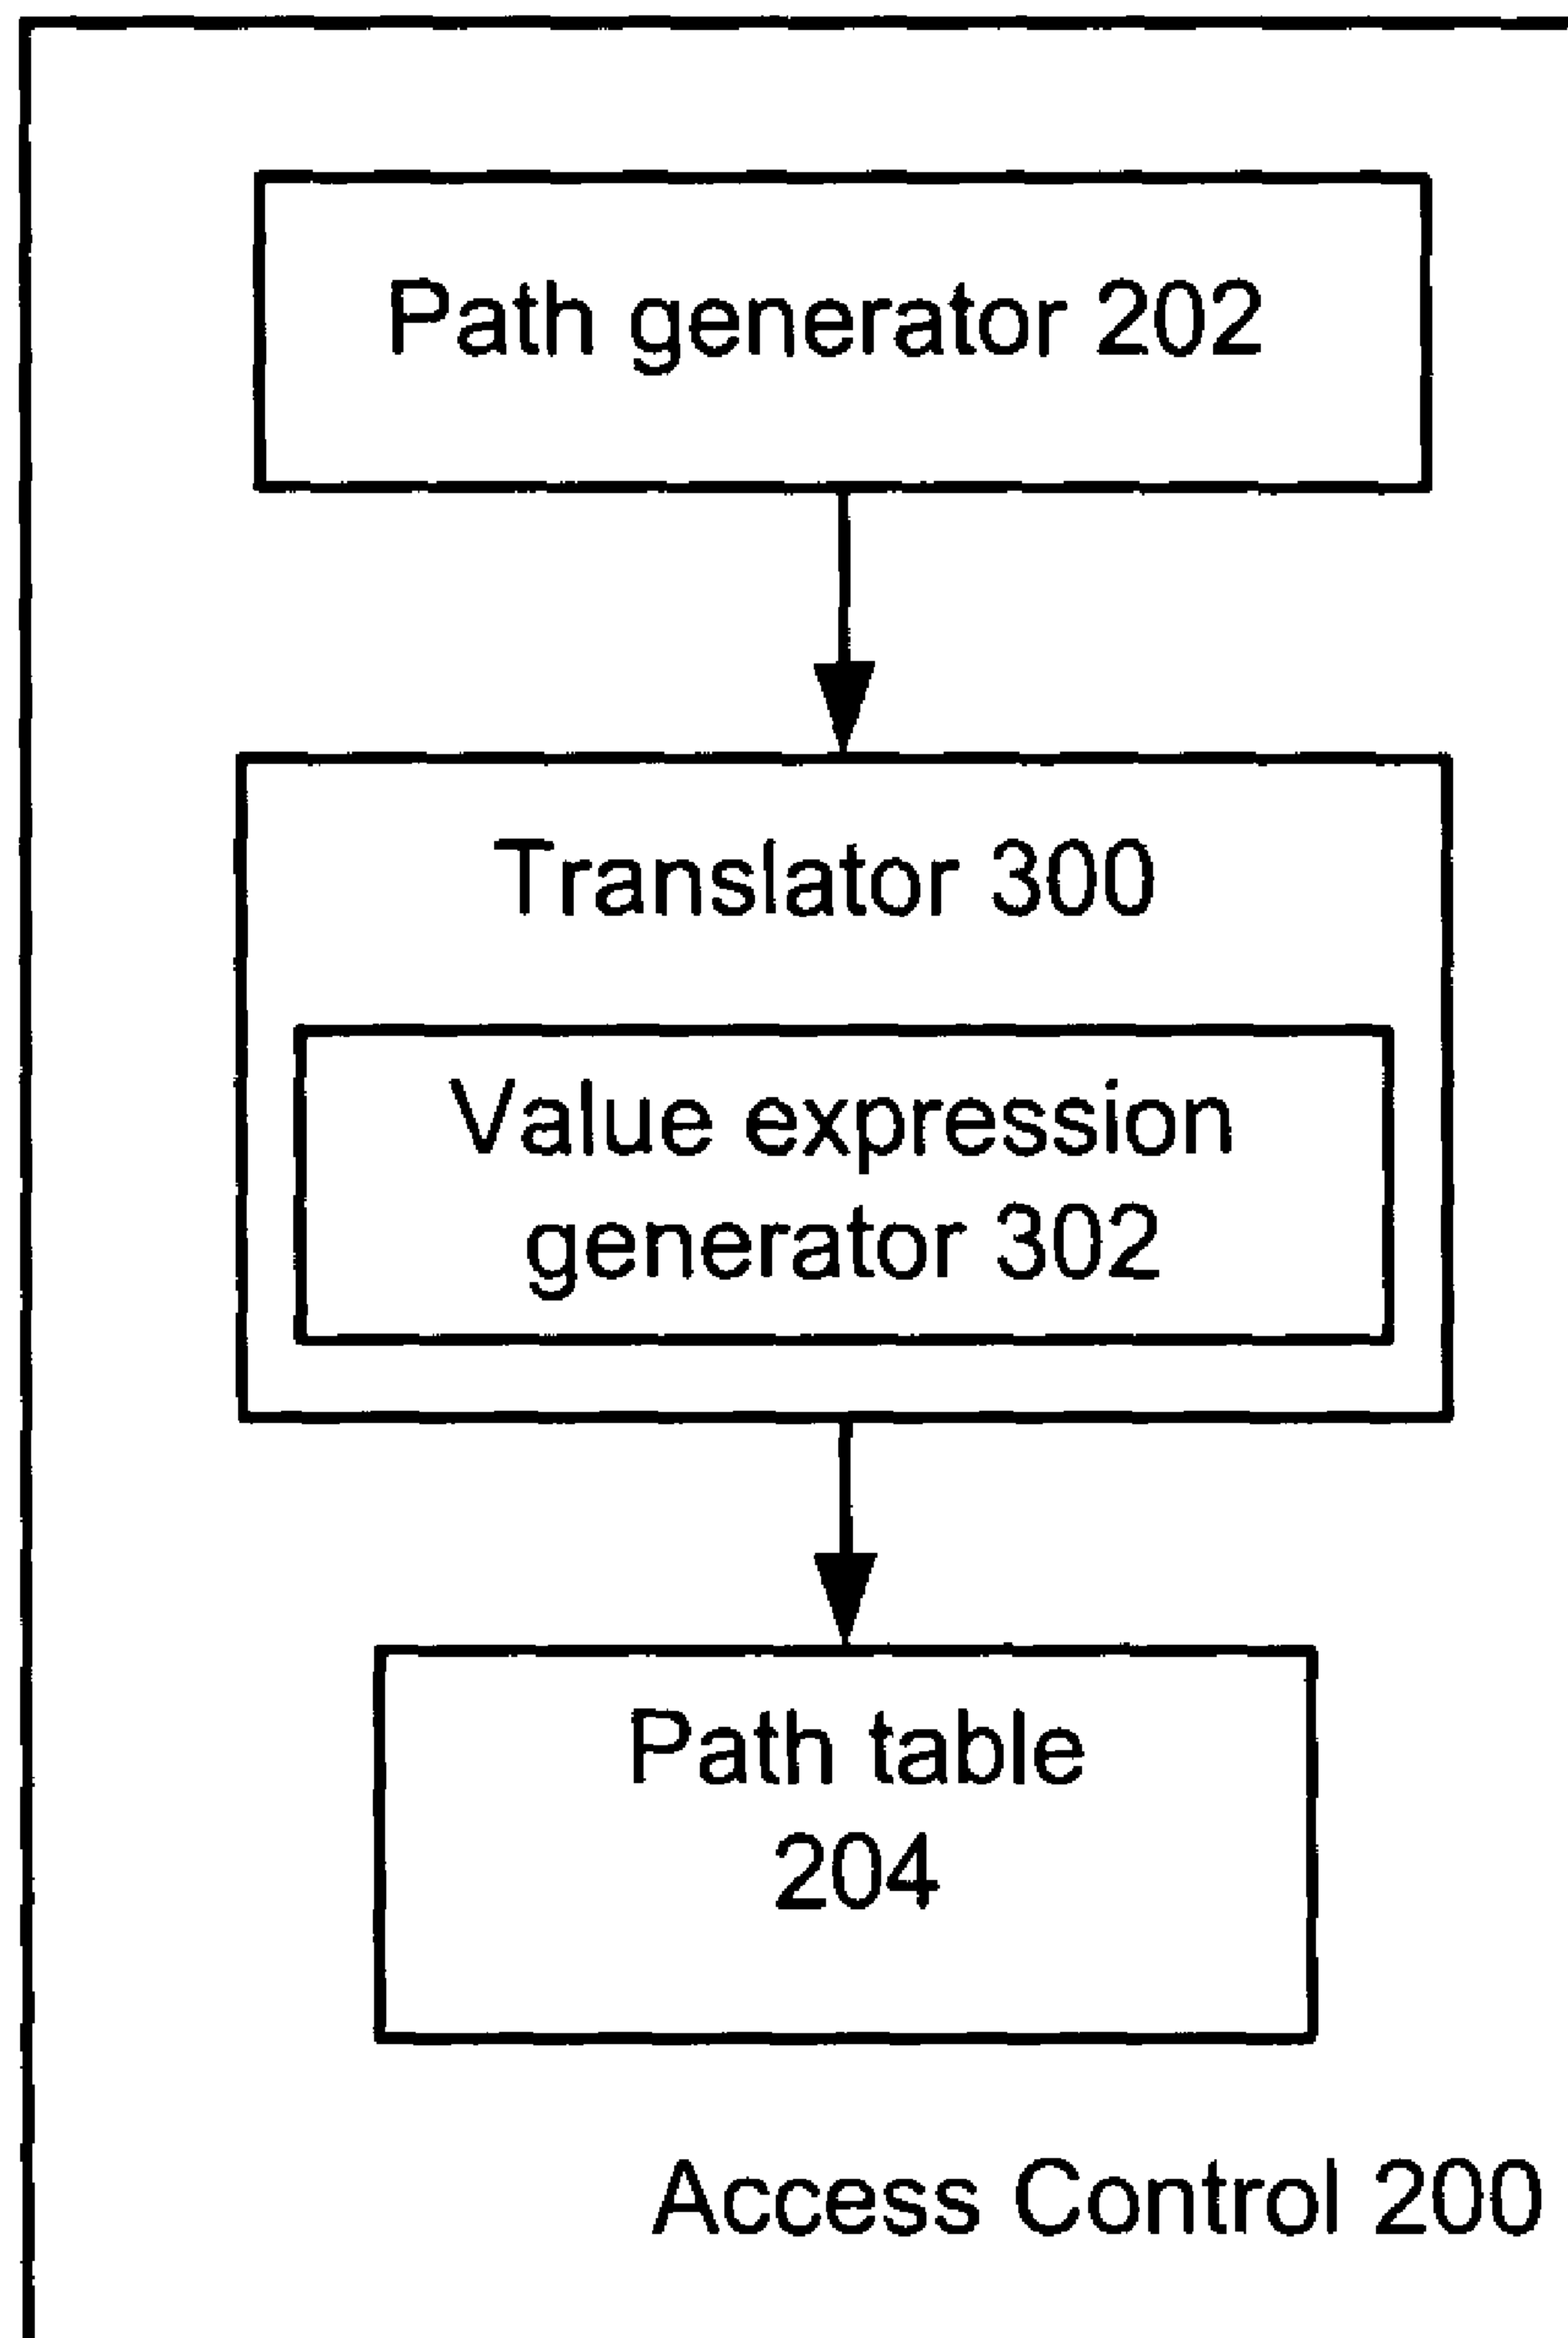 Path generator 202
Translator 300
Value expression
generator 302
Path table
204
Access Control 200